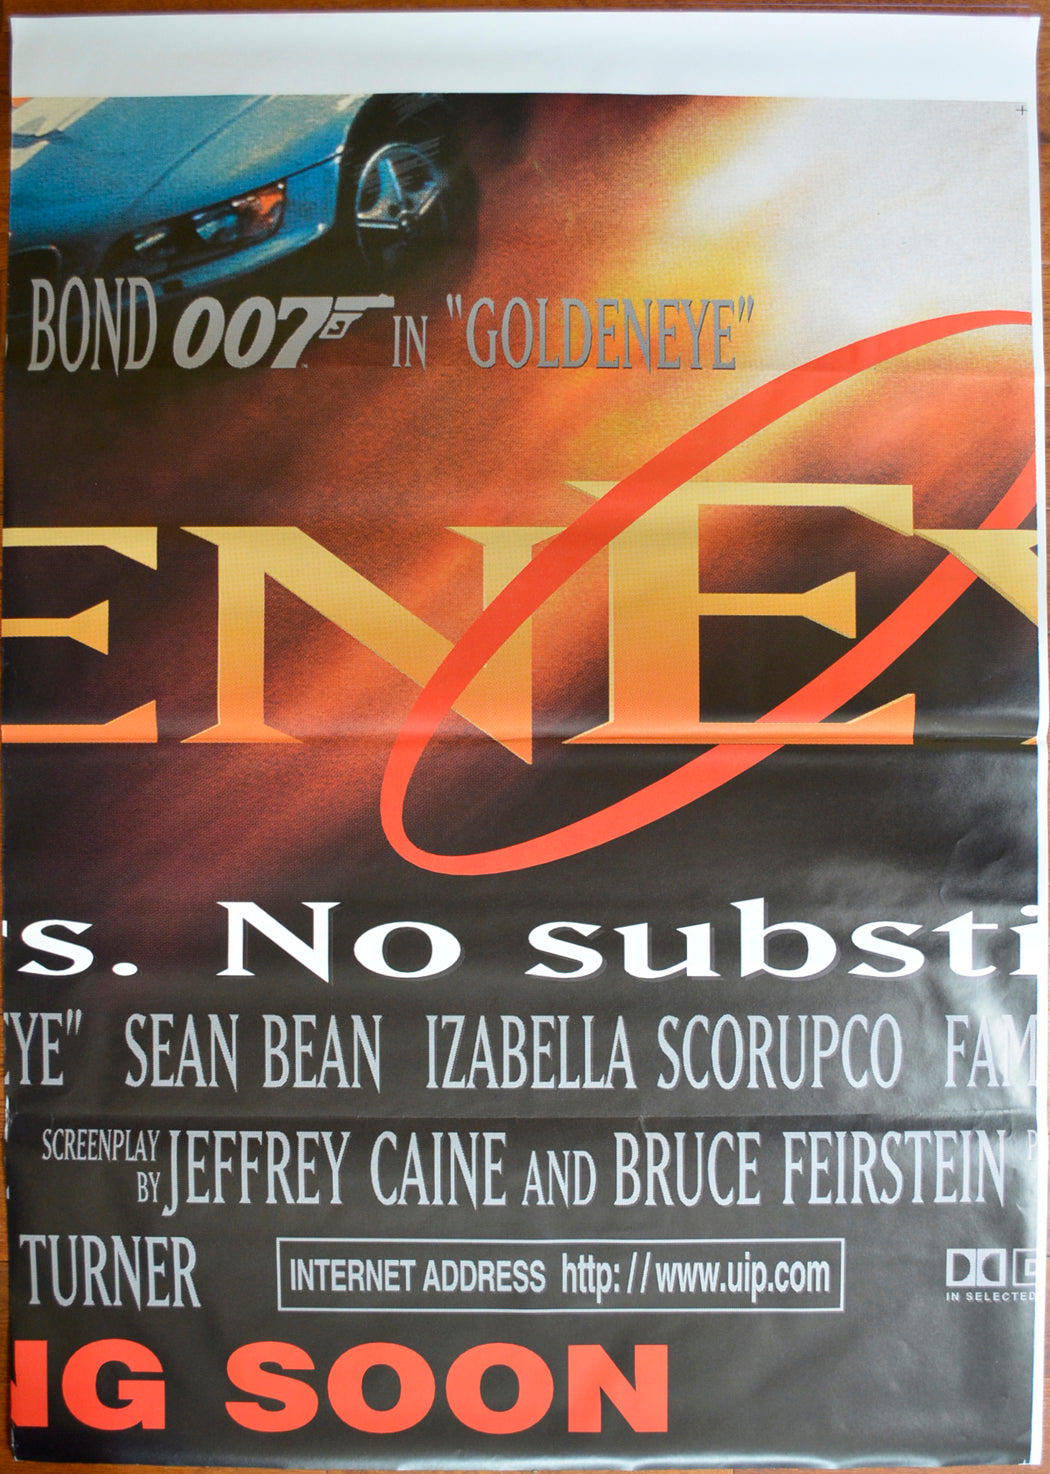 BOND 007 IN "GOLDENEYE"
ENEY
s. No substi
EYE" SEAN BEAN IZABELLA SCORUPCO FAM
SCREENPLAY BY JEFFREY CAINE AND BRUCE FEIRSTEIN P
TURNER INTERNET ADDRESS http://www.uip.com
IN SELECTED
NG SOON